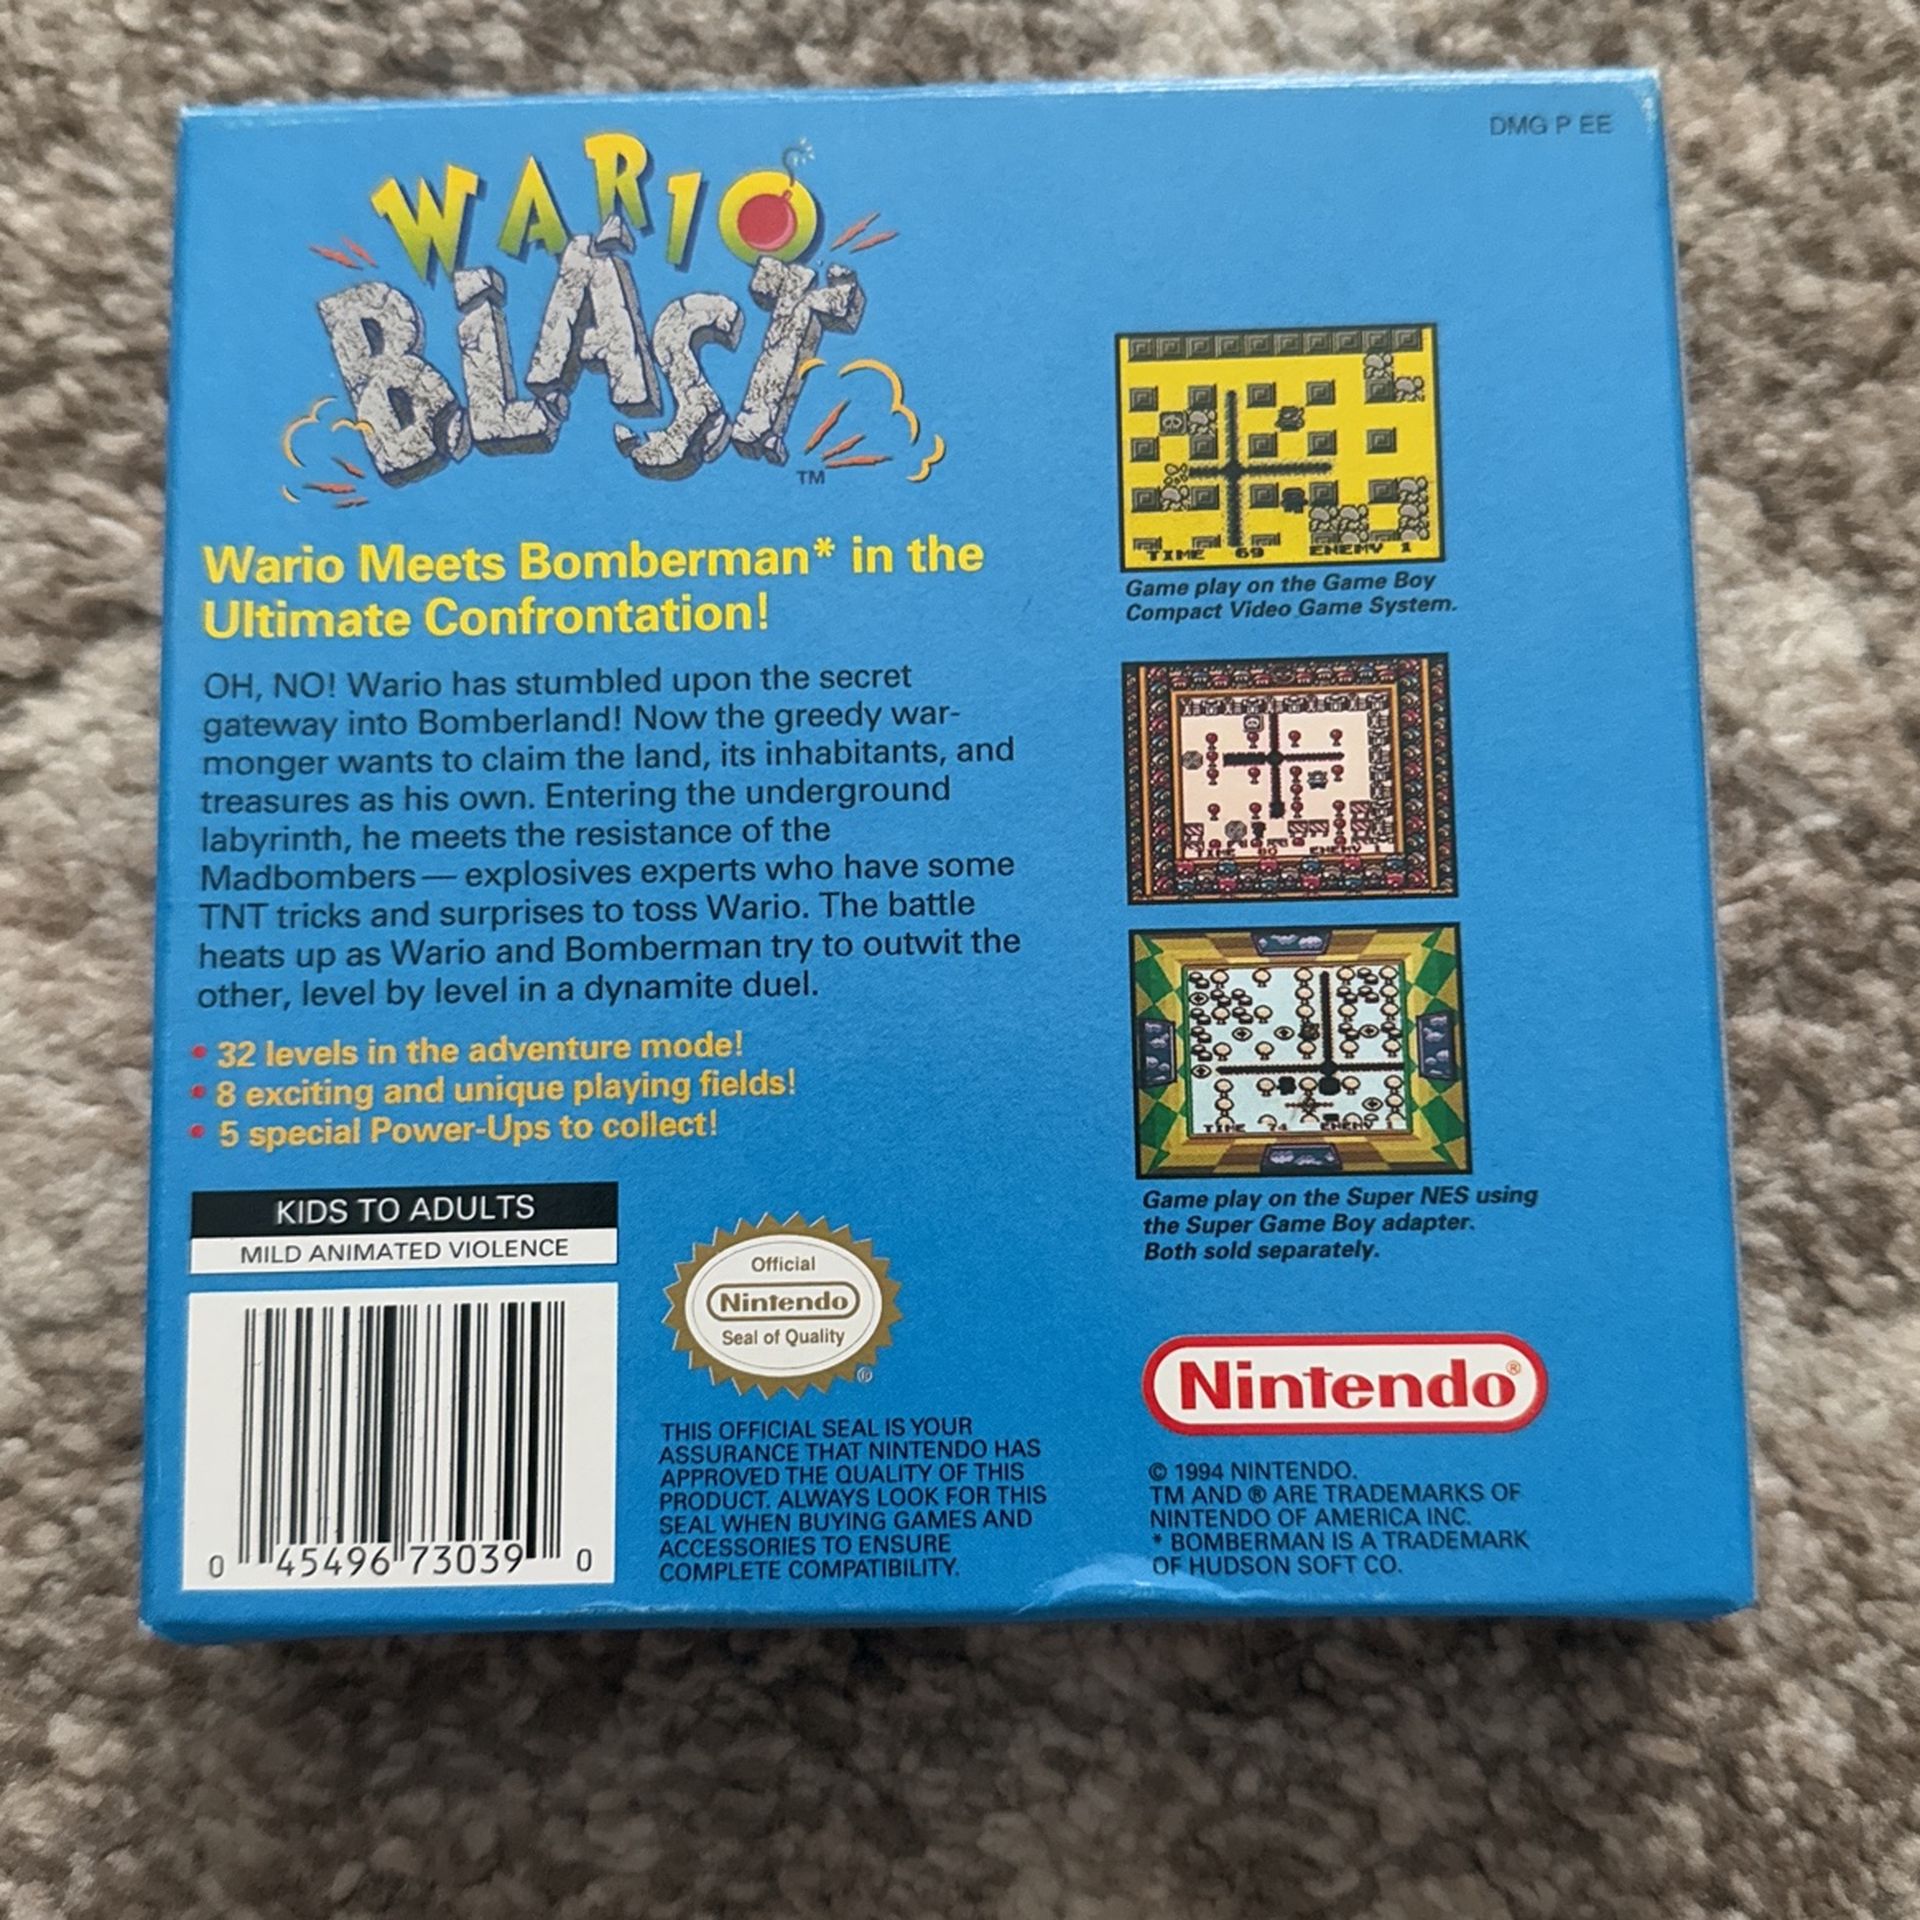 DMG P EE
WARIO
BLAST
TM
Wario Meets Bomberman* in the
Ultimate Confrontation!
OH, NO! Wario has stumbled upon the secret
gateway into Bomberland! Now the greedy war-
monger wants to claim the land, its inhabitants, and
treasures as his own. Entering the underground
labyrinth, he meets the resistance of the
Madbombers — explosives experts who have some
TNT tricks and surprises to toss Wario. The battle
heats up as Wario and Bomberman try to outwit the
other, level by level in a dynamite duel.
• 32 levels in the adventure mode!
• 8 exciting and unique playing fields!
• 5 special Power-Ups to collect!
KIDS TO ADULTS
MILD ANIMATED VIOLENCE
0 45496 73039 0
Official
Nintendo
Seal of Quality
®
THIS OFFICIAL SEAL IS YOUR
ASSURANCE THAT NINTENDO HAS
APPROVED THE QUALITY OF THIS
PRODUCT. ALWAYS LOOK FOR THIS
SEAL WHEN BUYING GAMES AND
ACCESSORIES TO ENSURE
COMPLETE COMPATIBILITY.
TIME 69 ENEMY 1
Game play on the Game Boy
Compact Video Game System.
TIME 80 ENEMY
TIME 74 ENEMY 1
Game play on the Super NES using
the Super Game Boy adapter.
Both sold separately.
Nintendo®
© 1994 NINTENDO.
TM AND ® ARE TRADEMARKS OF
NINTENDO OF AMERICA INC.
* BOMBERMAN IS A TRADEMARK
OF HUDSON SOFT CO.